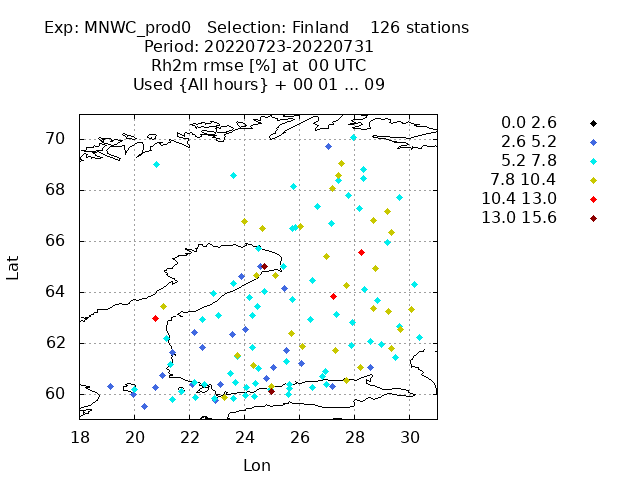 Exp: MNWC_prod0   Selection: Finland    126 stations
Period: 20220723-20220731
Rh2m rmse [%] at  00 UTC
Used {All hours} + 00 01 ... 09
0.0 2.6
2.6 5.2
5.2 7.8
7.8 10.4
10.4 13.0
13.0 15.6
70
68
66
64
62
60
Lat
18 20 22 24 26 28 30
Lon